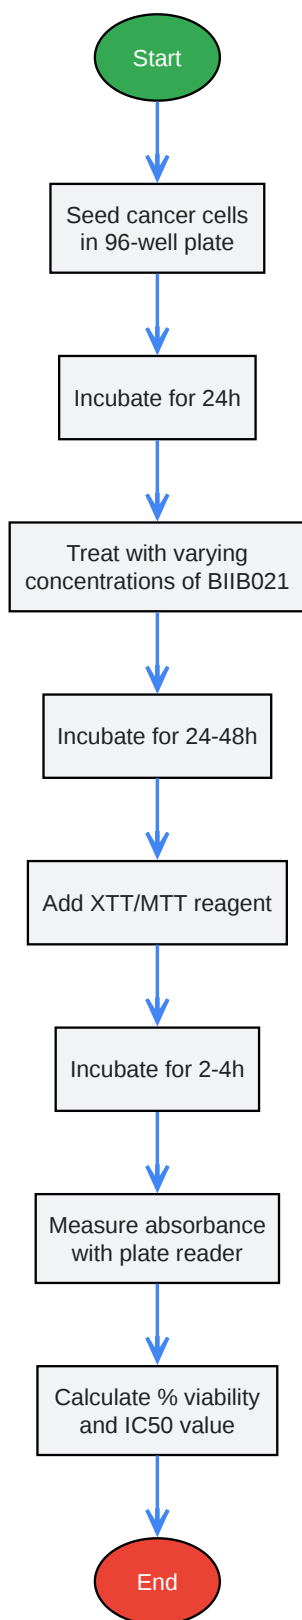 Start
Seed cancer cells
in 96-well plate
Incubate for 24h
Treat with varying
concentrations of BIIB021
Incubate for 24-48h
Add XTT/MTT reagent
Incubate for 2-4h
Measure absorbance
with plate reader
Calculate % viability
and IC50 value
End